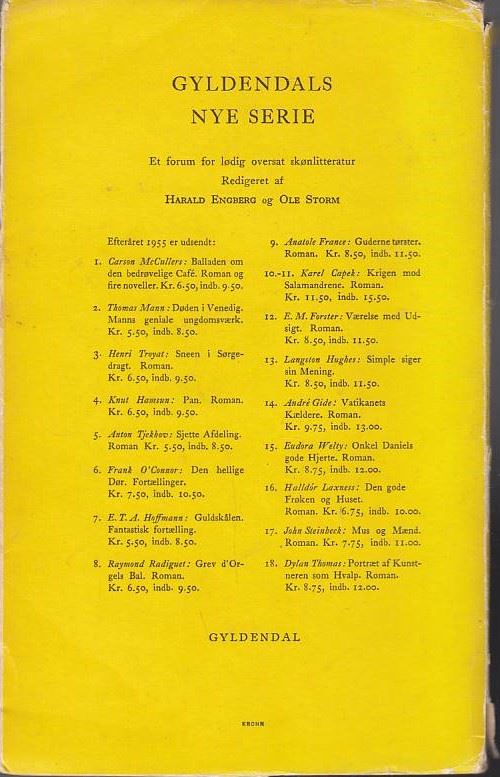 GYLDENDALS
NYE SERIE
Et forum for lødig oversat skønlitteratur
Redigeret af
HARALD ENGBERG og OLE STORM
Efteråret 1955 er udsendt:
1. Carson McCullers: Balladen om
den bedrøvelige Café. Roman og
fire noveller. Kr. 6.50, indb. 9.50.
2. Thomas Mann: Døden i Venedig.
Manns geniale ungdomsværk.
Kr. 5.50, indb. 8.50.
3. Henri Troyat: Sneen i Sørge-
dragt. Roman.
Kr. 6.50, indb. 9.50.
4. Knut Hamsun: Pan. Roman.
Kr. 6.50, indb. 9.50.
5. Anton Tjekhov: Sjette Afdeling.
Roman Kr. 5.50, indb. 8.50.
6. Frank O'Connor: Den hellige
Dør. Fortællinger.
Kr. 7.50, indb. 10.50.
7. E. T. A. Hoffmann: Guldskålen.
Fantastisk fortælling.
Kr. 5.50, indb. 8.50.
8. Raymond Radiguet: Grev d'Or-
gels Bal. Roman.
Kr. 6.50, indb. 9.50.
9. Anatole France: Guderne tørster.
Roman. Kr. 8.50, indb. 11.50.
10.-11. Karel Capek: Krigen mod
Salamandrene. Roman.
Kr. 11.50, indb. 15.50.
12. E. M. Forster: Værelse med Ud-
sigt. Roman.
Kr. 8.50, indb. 11.50.
13. Langston Hughes: Simple siger
sin Mening.
Kr. 8.50, indb. 11.50.
14. André Gide: Vatikanets
Kældere. Roman.
Kr. 9.75, indb. 13.00.
15. Eudora Welty: Onkel Daniels
gode Hjerte. Roman.
Kr. 8.75, indb. 12.00.
16. Halldór Laxness: Den gode
Frøken og Huset.
Roman. Kr. 6.75, indb. 10.00.
17. John Steinbeck: Mus og Mænd.
Roman. Kr. 7.75, indb. 11.00.
18. Dylan Thomas: Portræt af Kunst-
neren som Hvalp. Roman.
Kr. 8.75, indb. 12.00.
GYLDENDAL
KROHN